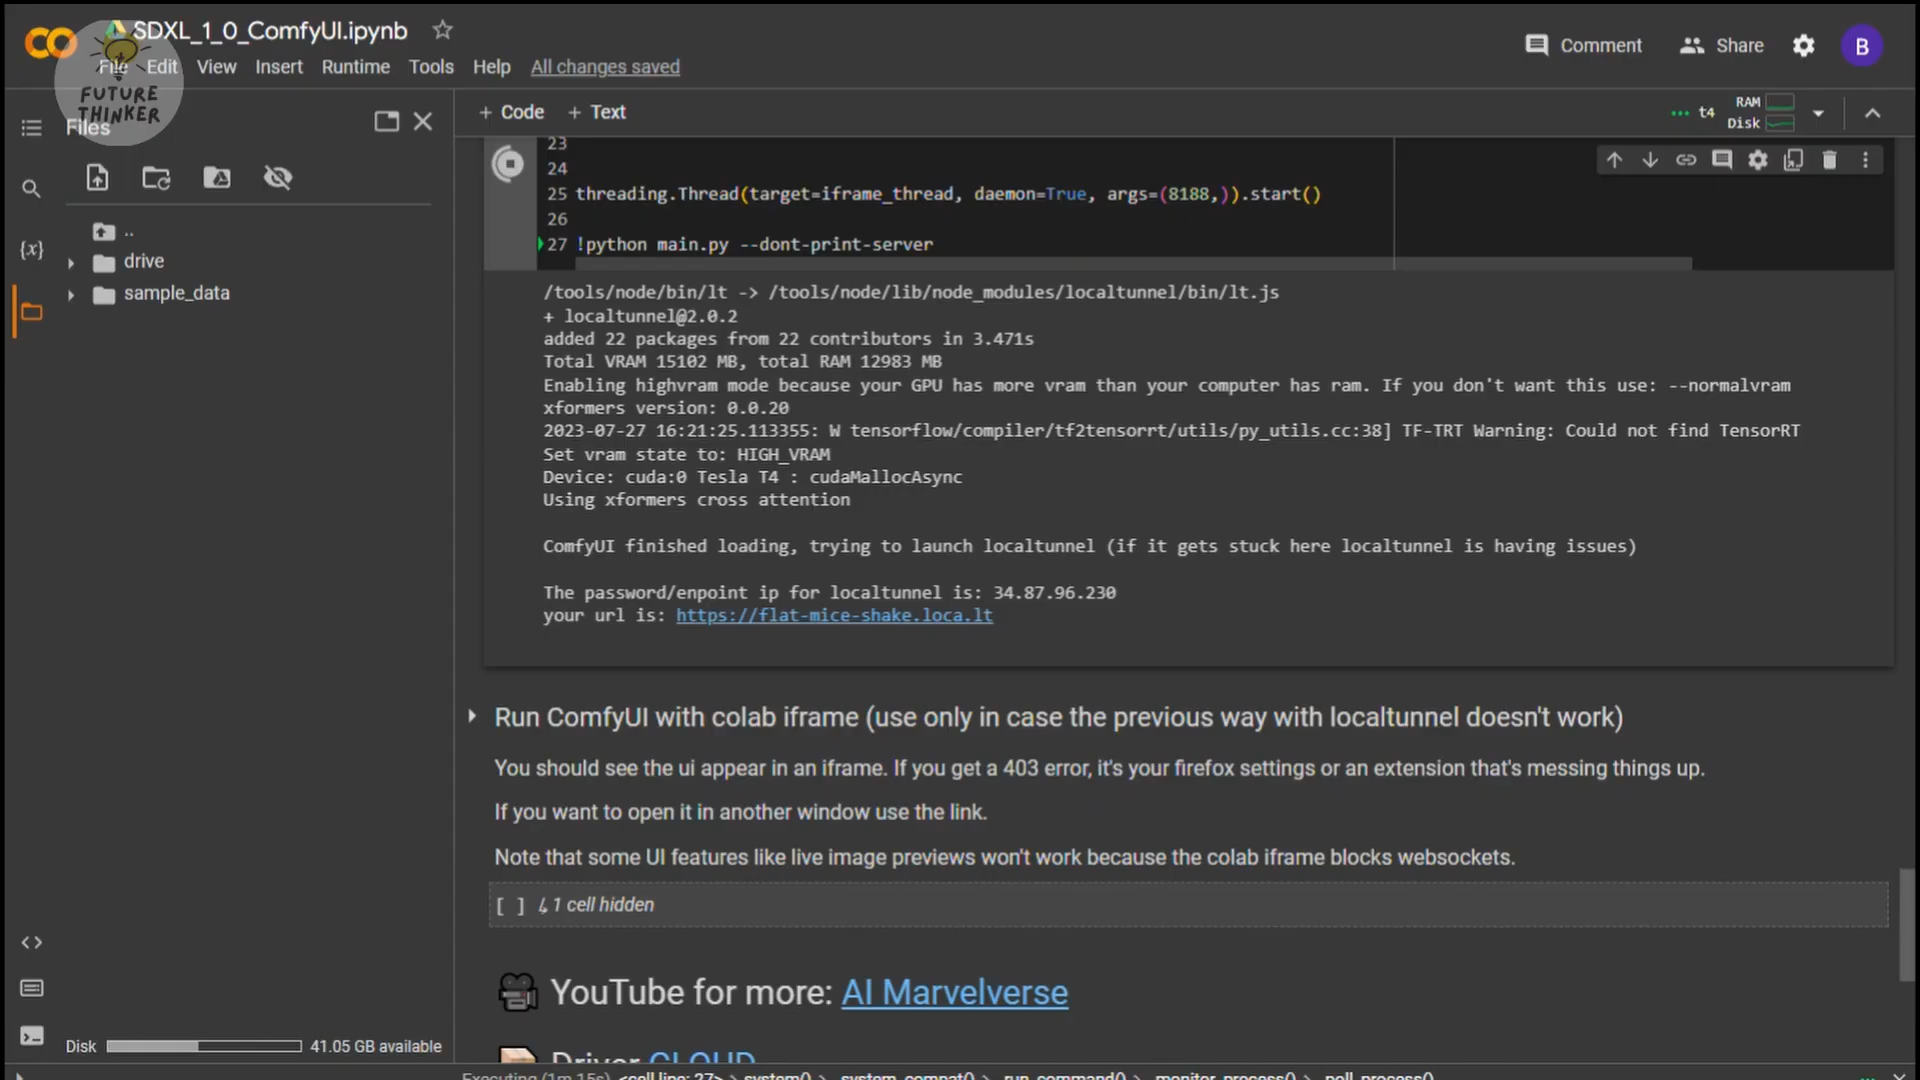 SDXL_1_0_ComfyUI.ipynb
Comment
Share
B
File Edit View Insert Runtime Tools Help All changes saved
FUTURE THINKER
Files
+ Code + Text
t4
RAM
Disk
..
drive
sample_data
{x}
23
24
25 threading.Thread(target=iframe_thread, daemon=True, args=(8188,)).start()
26
27 !python main.py --dont-print-server
/tools/node/bin/lt -> /tools/node/lib/node_modules/localtunnel/bin/lt.js
+ localtunnel@2.0.2
added 22 packages from 22 contributors in 3.471s
Total VRAM 15102 MB, total RAM 12983 MB
Enabling highvram mode because your GPU has more vram than your computer has ram. If you don't want this use: --normalvram
xformers version: 0.0.20
2023-07-27 16:21:25.113355: W tensorflow/compiler/tf2tensorrt/utils/py_utils.cc:38] TF-TRT Warning: Could not find TensorRT
Set vram state to: HIGH_VRAM
Device: cuda:0 Tesla T4 : cudaMallocAsync
Using xformers cross attention
ComfyUI finished loading, trying to launch localtunnel (if it gets stuck here localtunnel is having issues)
The password/enpoint ip for localtunnel is: 34.87.96.230
your url is: https://flat-mice-shake.loca.lt
Run ComfyUI with colab iframe (use only in case the previous way with localtunnel doesn't work)
You should see the ui appear in an iframe. If you get a 403 error, it's your firefox settings or an extension that's messing things up.
If you want to open it in another window use the link.
Note that some UI features like live image previews won't work because the colab iframe blocks websockets.
[ ] ↳ 1 cell hidden
YouTube for more: AI Marvelverse
Driver CLOUD
Disk 41.05 GB available
Executing (1m 15s) <cell line: 27> > system() > _system_compat() > _run_command() > _monitor_process() > _poll_process()